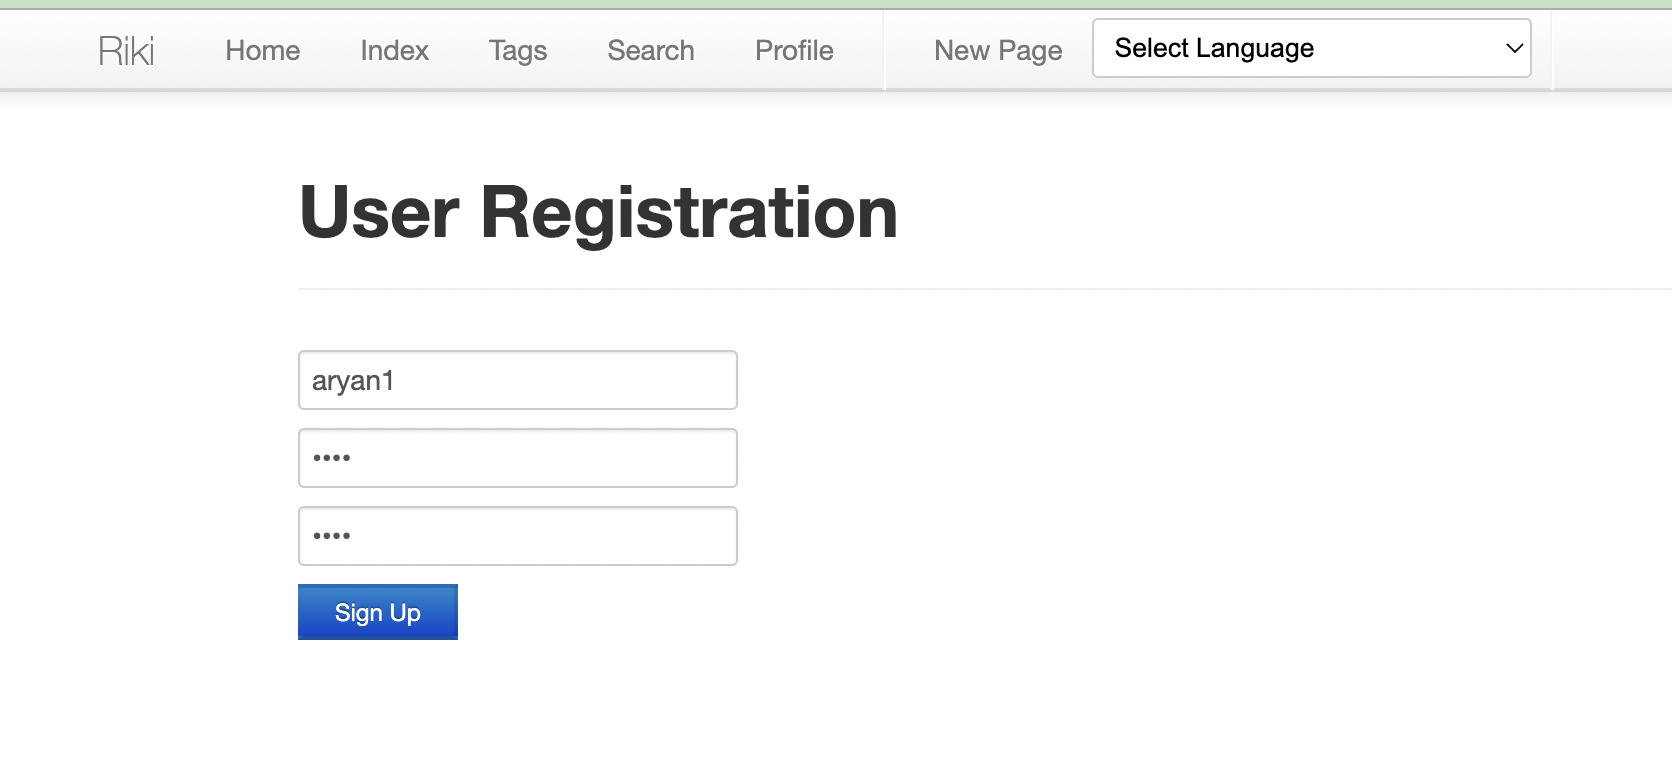 Riki Home Index Tags Search Profile New Page Select Language
User Registration
aryan1
••••
••••
Sign Up